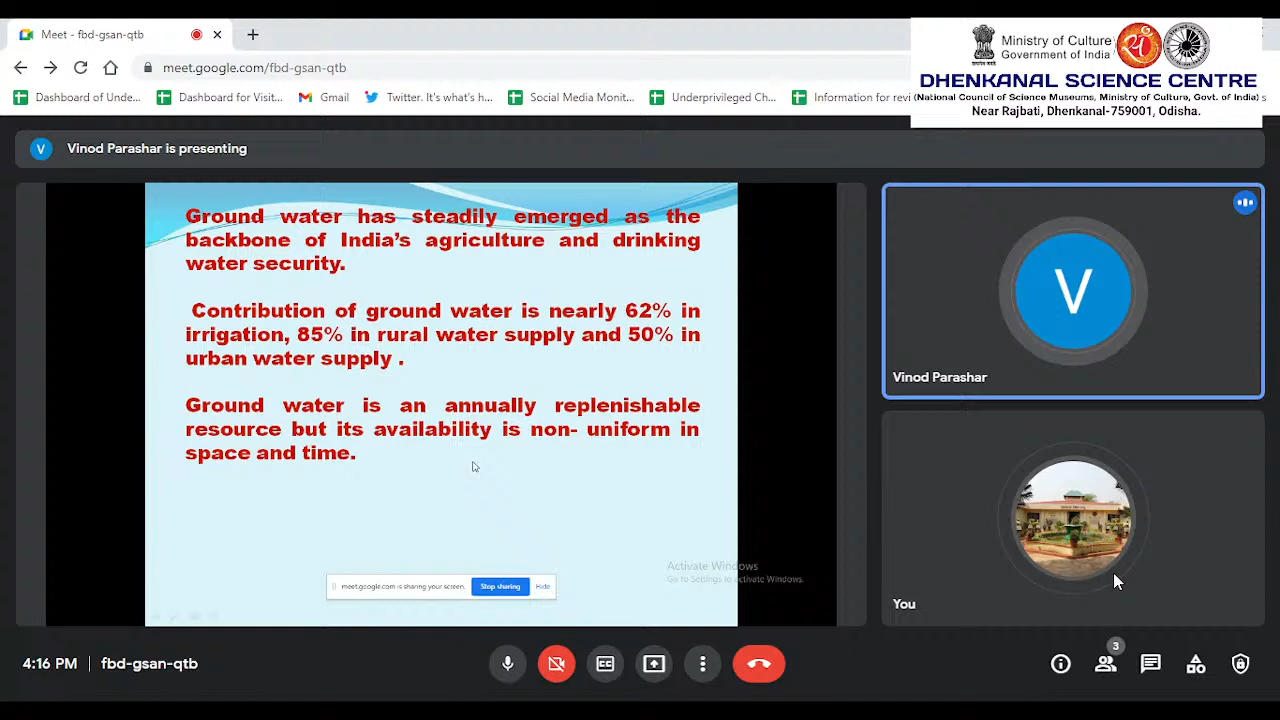 Meet - fbd-gsan-qtb
meet.google.com/fbd-gsan-qtb
Dashboard of Unde...
Dashboard for Visit...
Gmail
Twitter. It's what's h...
Social Media Monit...
Underprivileged Ch...
Information for revi
Ministry of Culture
Government of India
DHENKANAL SCIENCE CENTRE
(National Council of Science Museums, Ministry of Culture, Govt. of India)
Near Rajbati, Dhenkanal-759001, Odisha.
V
Vinod Parashar is presenting
Ground water has steadily emerged as the
backbone of India's agriculture and drinking
water security.
Contribution of ground water is nearly 62% in
irrigation, 85% in rural water supply and 50% in
urban water supply .
Ground water is an annually replenishable
resource but its availability is non- uniform in
space and time.
Activate Windows
Go to Settings to activate Windows.
meet.google.com is sharing your screen.
Stop sharing
Hide
V
Vinod Parashar
You
4:16 PM
fbd-gsan-qtb
3